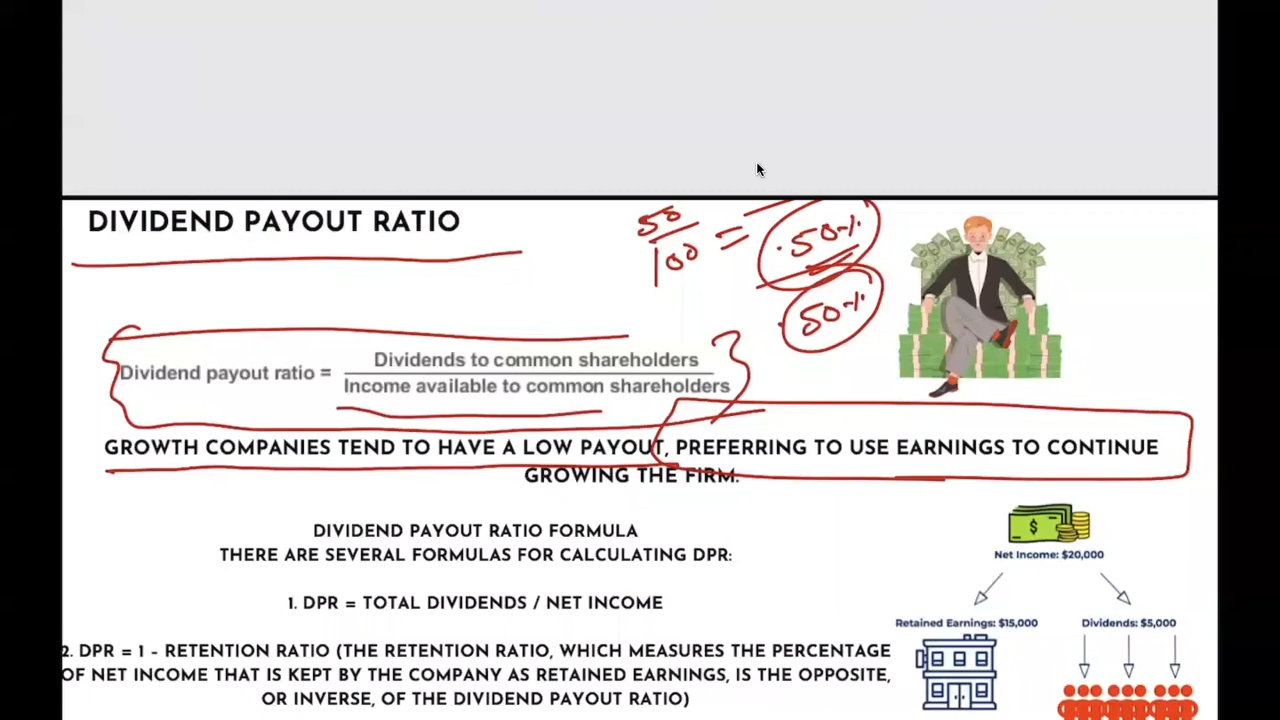 DIVIDEND PAYOUT RATIO
50
100 = 50%
50%
Dividend payout ratio =
Dividends to common shareholders
Income available to common shareholders
GROWTH COMPANIES TEND TO HAVE A LOW PAYOUT, PREFERRING TO USE EARNINGS TO CONTINUE
GROWING THE FIRM.
DIVIDEND PAYOUT RATIO FORMULA
THERE ARE SEVERAL FORMULAS FOR CALCULATING DPR:
1. DPR = TOTAL DIVIDENDS / NET INCOME
2. DPR = 1 - RETENTION RATIO (THE RETENTION RATIO, WHICH MEASURES THE PERCENTAGE
OF NET INCOME THAT IS KEPT BY THE COMPANY AS RETAINED EARNINGS, IS THE OPPOSITE,
OR INVERSE, OF THE DIVIDEND PAYOUT RATIO)
$
Net Income: $20,000
Retained Earnings: $15,000
Dividends: $5,000